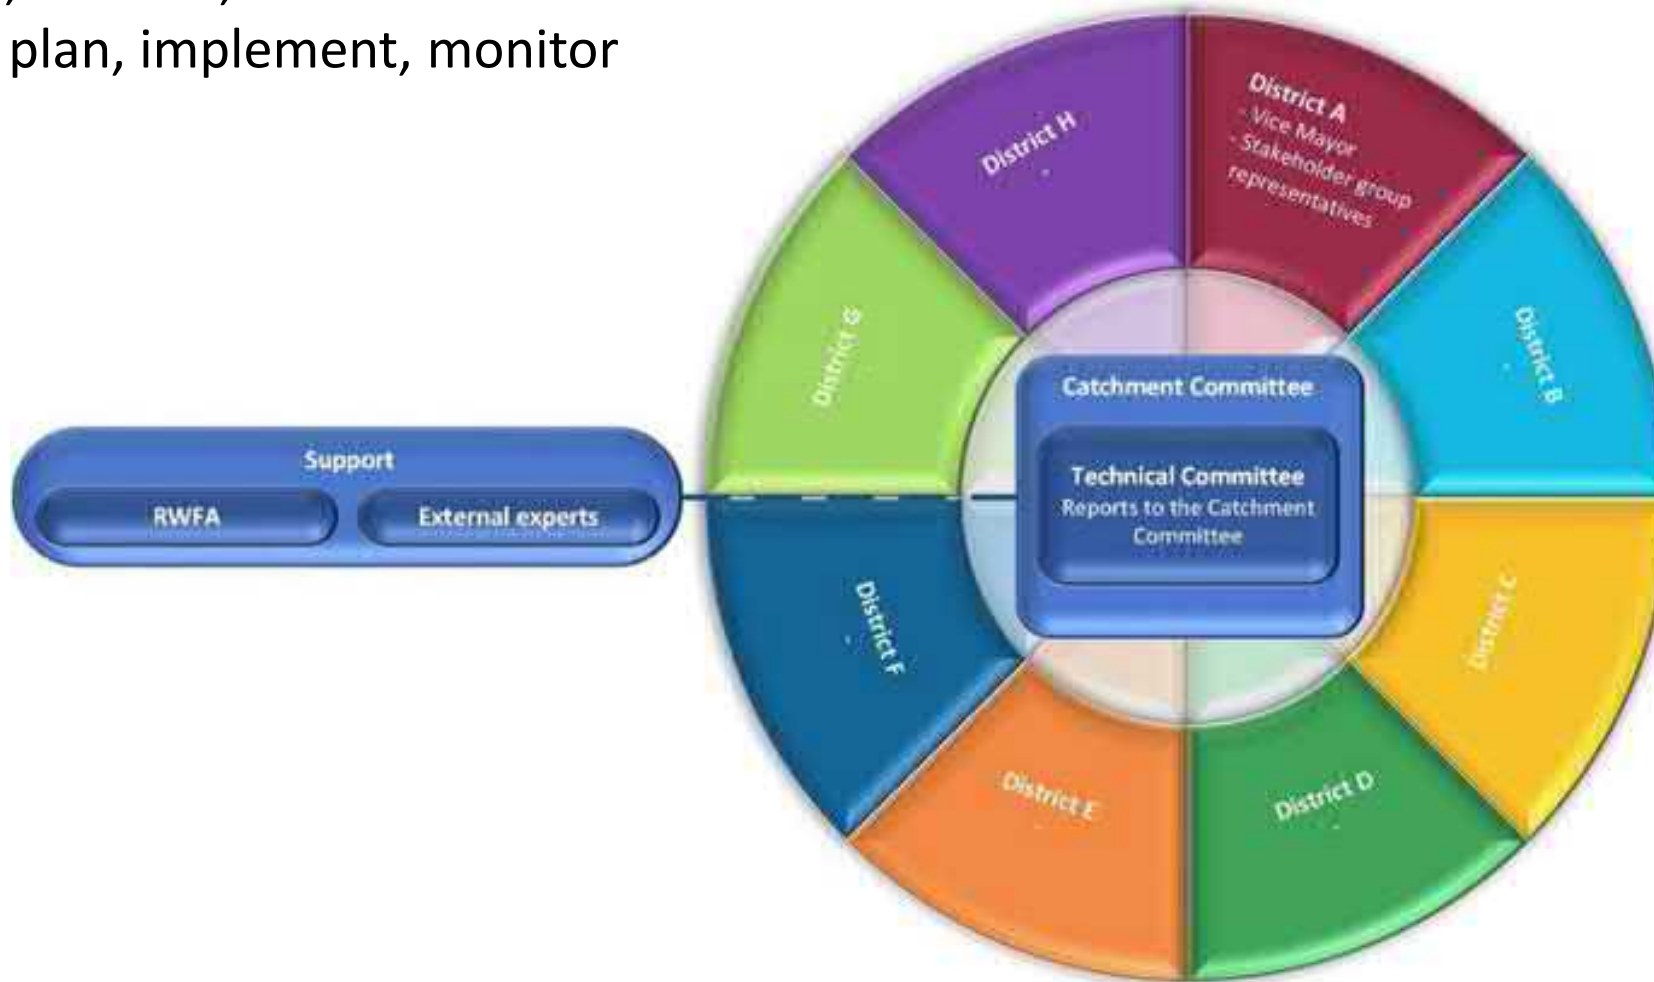 plan, implement, monitor
District A
- Vice Mayor
- Stakeholder group
representatives
District B
-
District C
District D
-
District E
-
District F
-
District G
-
District H
-
Catchment Committee
Technical Committee
Reports to the Catchment
Committee
Support
RWFA
External experts